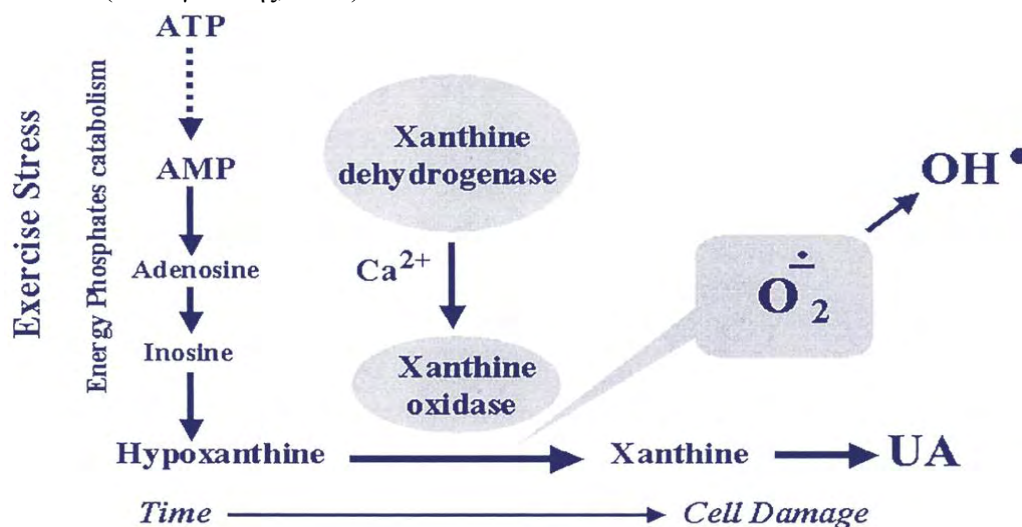 ATP
Exercise Stress
Energy Phosphates catabolism
AMP
Adenosine
Inosine
Hypoxanthine
Xanthine
dehydrogenase
Ca²⁺
Xanthine
oxidase
O₂•̄
OH•
Xanthine
UA
Time
Cell Damage